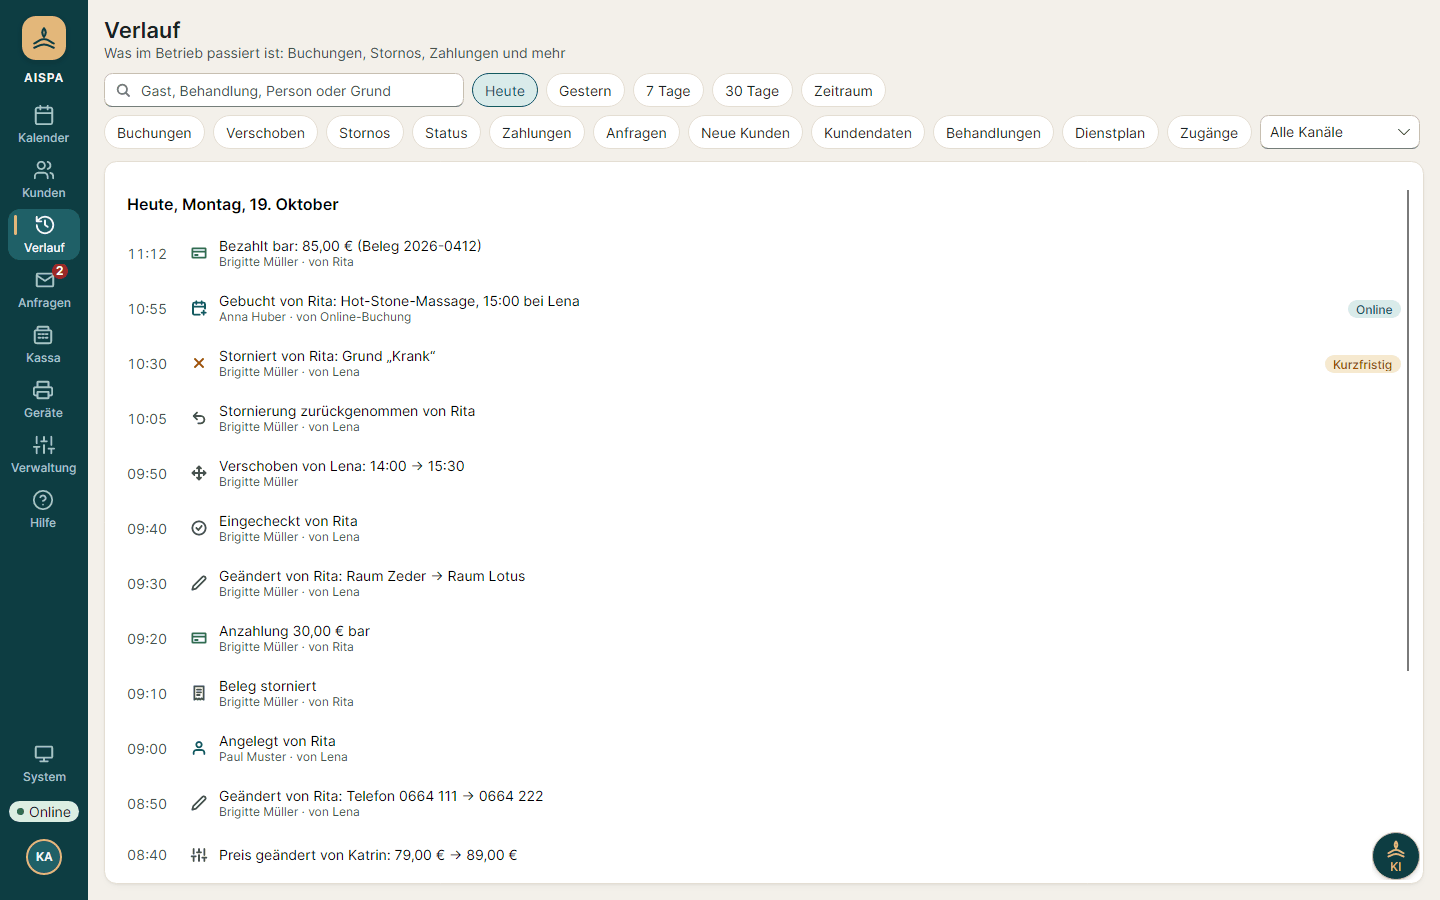 AISPA
Kalender
Kunden
Verlauf
2
Anfragen
Kassa
Geräte
Verwaltung
Hilfe
System
Online
KA
Verlauf
Was im Betrieb passiert ist: Buchungen, Stornos, Zahlungen und mehr
Gast, Behandlung, Person oder Grund
Heute
Gestern
7 Tage
30 Tage
Zeitraum
Buchungen
Verschoben
Stornos
Status
Zahlungen
Anfragen
Neue Kunden
Kundendaten
Behandlungen
Dienstplan
Zugänge
Alle Kanäle
Heute, Montag, 19. Oktober
11:12
Bezahlt bar: 85,00 € (Beleg 2026-0412)
Brigitte Müller · von Rita
10:55
Gebucht von Rita: Hot-Stone-Massage, 15:00 bei Lena
Anna Huber · von Online-Buchung
Online
10:30
Storniert von Rita: Grund „Krank“
Brigitte Müller · von Lena
Kurzfristig
10:05
Stornierung zurückgenommen von Rita
Brigitte Müller · von Lena
09:50
Verschoben von Lena: 14:00 → 15:30
Brigitte Müller
09:40
Eingecheckt von Rita
Brigitte Müller · von Lena
09:30
Geändert von Rita: Raum Zeder → Raum Lotus
Brigitte Müller · von Lena
09:20
Anzahlung 30,00 € bar
Brigitte Müller · von Rita
09:10
Beleg storniert
Brigitte Müller · von Rita
09:00
Angelegt von Rita
Paul Muster · von Lena
08:50
Geändert von Rita: Telefon 0664 111 → 0664 222
Brigitte Müller · von Lena
08:40
Preis geändert von Katrin: 79,00 € → 89,00 €
KI